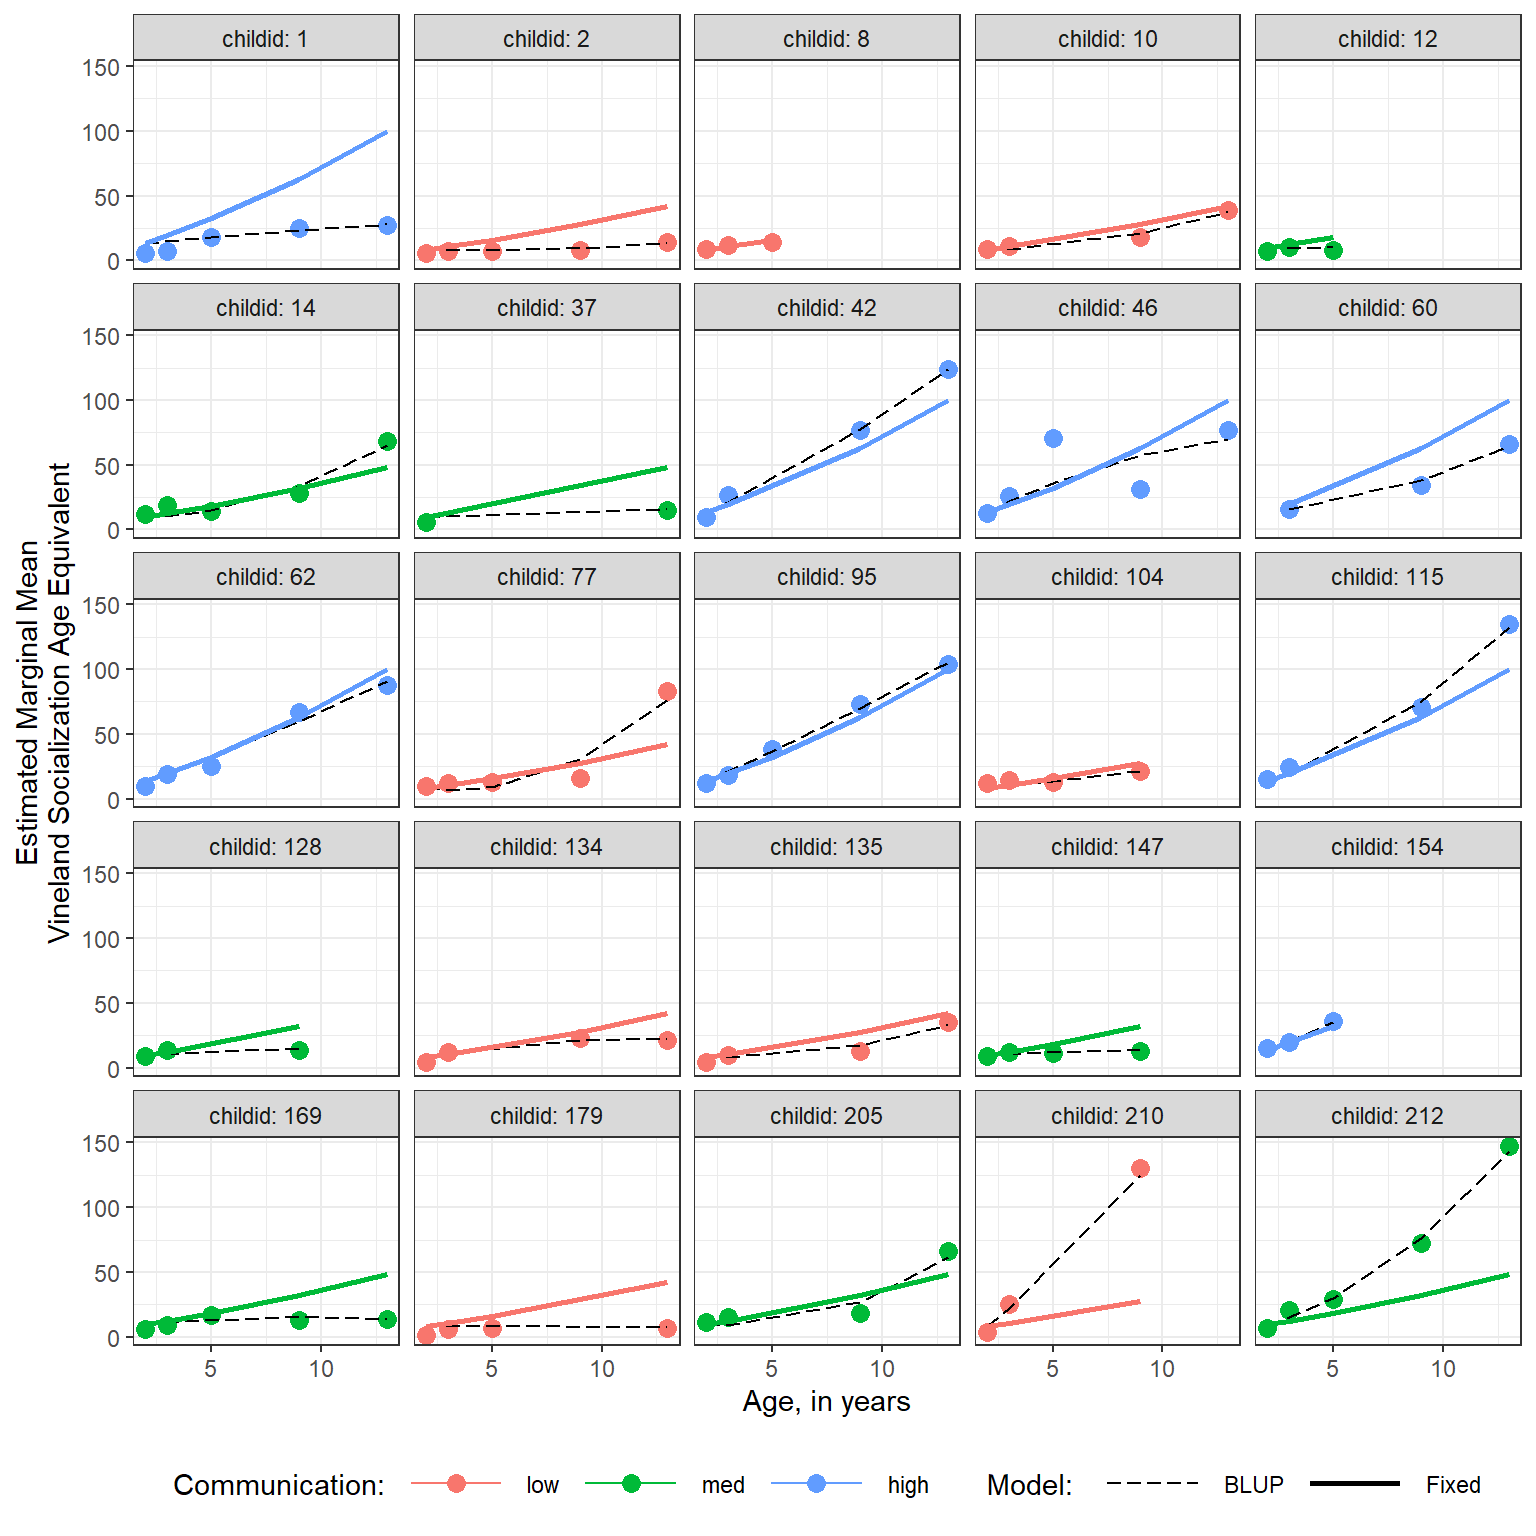 childid: 1
childid: 2
childid: 8
childid: 10
childid: 12
150
100
50
0
childid: 14
childid: 37
childid: 42
childid: 46
childid: 60
150
100
50
0
childid: 62
childid: 77
childid: 95
childid: 104
childid: 115
150
100
50
0
childid: 128
childid: 134
childid: 135
childid: 147
childid: 154
150
100
50
0
childid: 169
childid: 179
childid: 205
childid: 210
childid: 212
150
100
50
0
5 10
5 10
5 10
5 10
5 10
Estimated Marginal Mean
Vineland Socialization Age Equivalent
Age, in years
Communication: low med high Model: BLUP Fixed